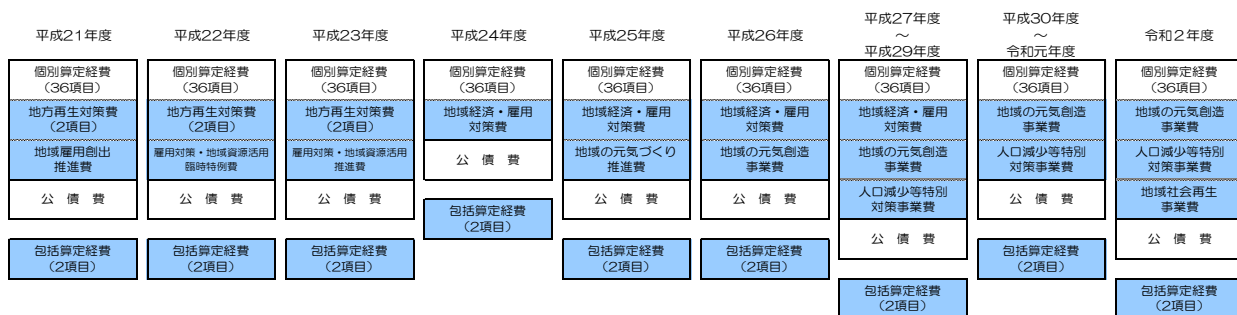 平成21年度
個別算定経費
（36項目）
地方再生対策費
（2項目）
地域雇用創出
推進費
公　債　費
包括算定経費
（2項目）
平成22年度
個別算定経費
（36項目）
地方再生対策費
（2項目）
雇用対策・地域資源活用
臨時特例費
公　債　費
包括算定経費
（2項目）
平成23年度
個別算定経費
（36項目）
地方再生対策費
（2項目）
雇用対策・地域資源活用
推進費
公　債　費
包括算定経費
（2項目）
平成24年度
個別算定経費
（36項目）
地域経済・雇用
対策費
公　債　費
包括算定経費
（2項目）
平成25年度
個別算定経費
（36項目）
地域経済・雇用
対策費
地域の元気づくり
推進費
公　債　費
包括算定経費
（2項目）
平成26年度
個別算定経費
（36項目）
地域経済・雇用
対策費
地域の元気創造
事業費
公　債　費
包括算定経費
（2項目）
平成27年度
～
平成29年度
個別算定経費
（36項目）
地域経済・雇用
対策費
地域の元気創造
事業費
人口減少等特別
対策事業費
公　債　費
包括算定経費
（2項目）
平成30年度
～
令和元年度
個別算定経費
（36項目）
地域の元気創造
事業費
人口減少等特別
対策事業費
公　債　費
包括算定経費
（2項目）
令和２年度
個別算定経費
（36項目）
地域の元気創造
事業費
人口減少等特別
対策事業費
地域社会再生
事業費
公　債　費
包括算定経費
（2項目）